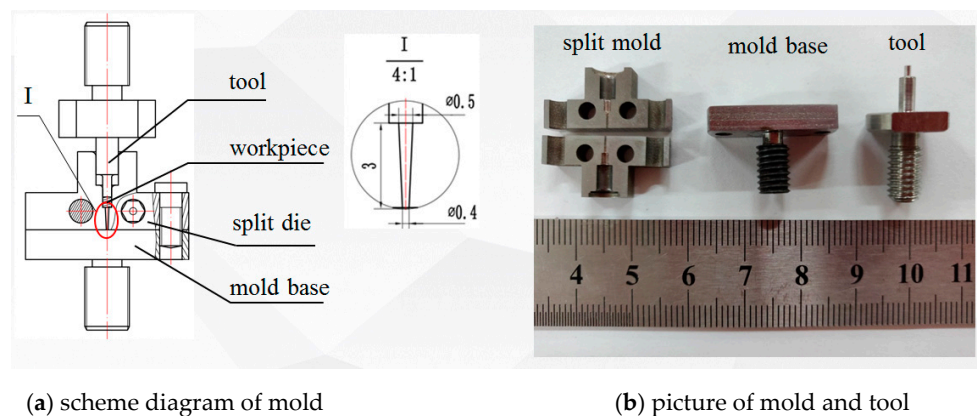 I
4:1
ø0.5
3
ø0.4
I
tool
workpiece
split die
mold base
split mold
mold base
tool
4 5 6 7 8 9 10 11
(a) scheme diagram of mold
(b) picture of mold and tool